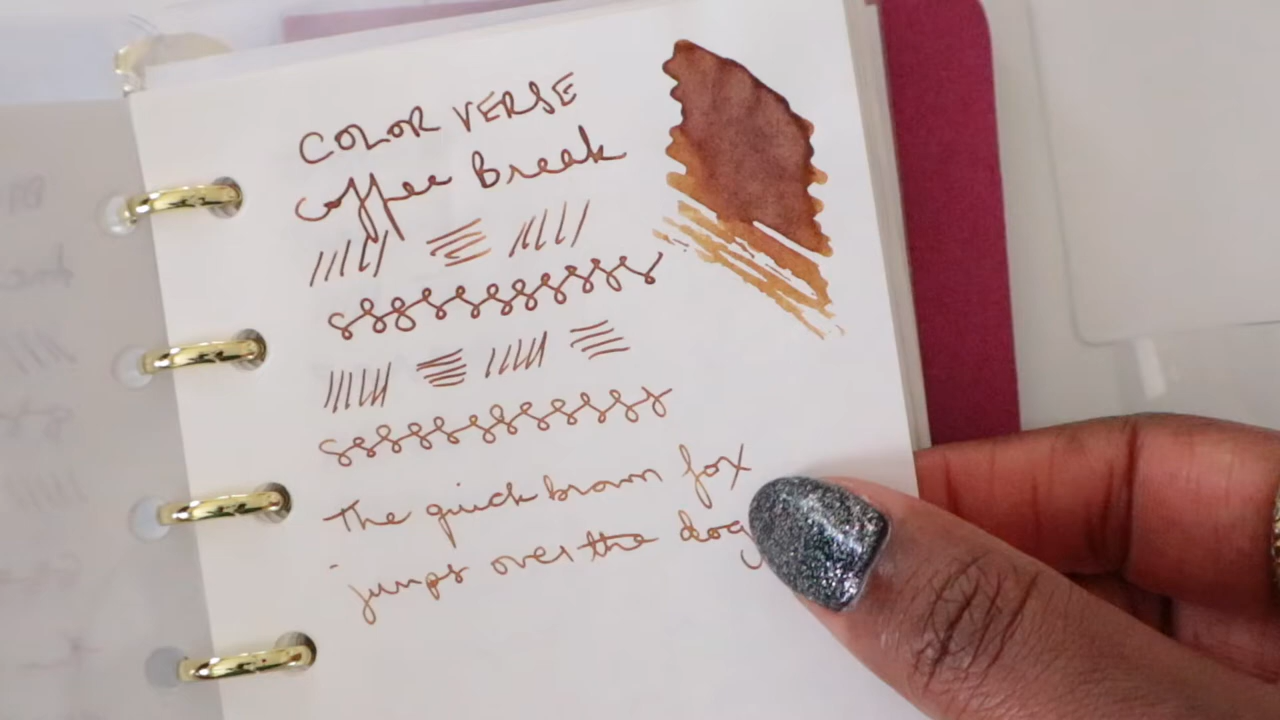 COLOR VERSE
Coffee Break
The quick brown fox
jumps over the dog